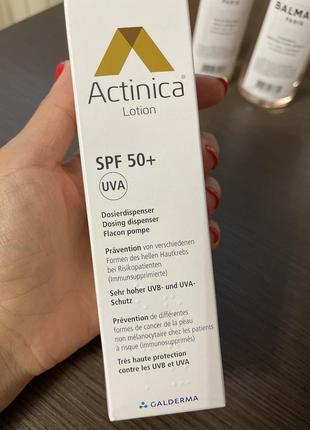 BALMA
PARIS
Actinica®
Lotion
SPF 50+
UVA
Dosierdispenser
Dosing dispenser
Flacon pompe
Prävention von verschiedenen
Formen des hellen Hautkrebs
bei Risikopatienten
(Immunsupprimierte)
Sehr hoher UVB- und UVA-
Schutz
Prévention de différentes
formes de cancer de la peau
non mélanocytaire chez les patients
à risque (immunosupprimés)
Très haute protection
contre les UVB et UVA
GALDERMA